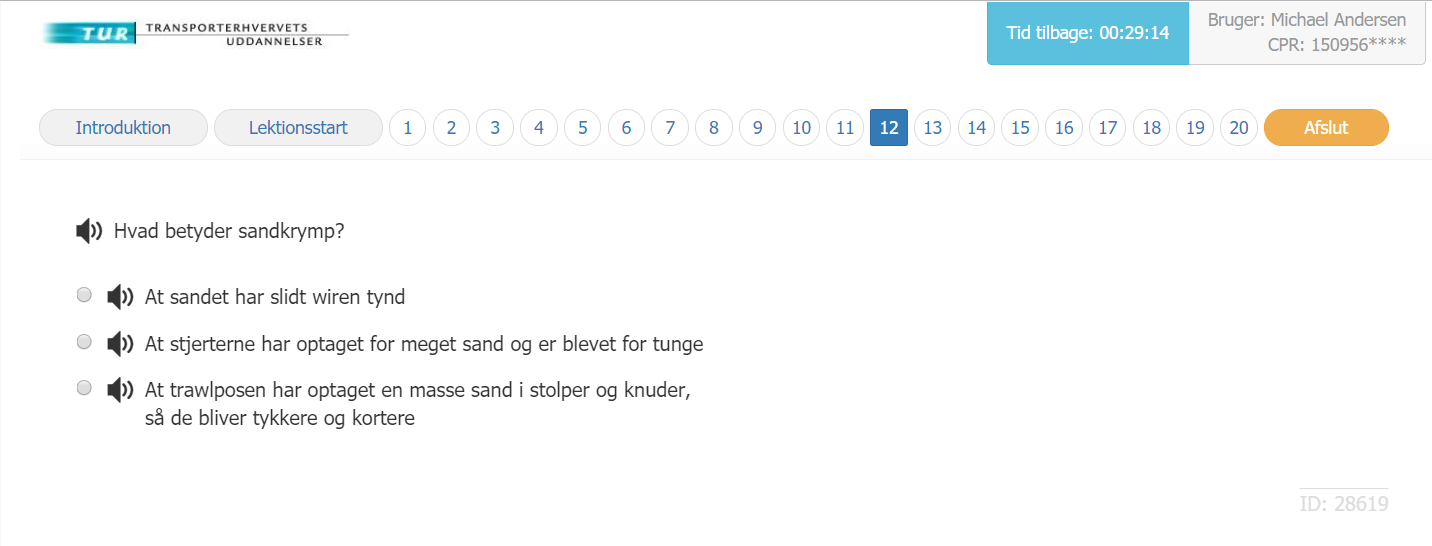 TUR TRANSPORTERHVERVETS
UDDANNELSER
Tid tilbage: 00:29:14
Bruger: Michael Andersen
CPR: 150956****
Introduktion Lektionsstart 1 2 3 4 5 6 7 8 9 10 11 12 13 14 15 16 17 18 19 20 Afslut
Hvad betyder sandkrymp?
At sandet har slidt wiren tynd
At stjerterne har optaget for meget sand og er blevet for tunge
At trawlposen har optaget en masse sand i stolper og knuder,
så de bliver tykkere og kortere
ID: 28619